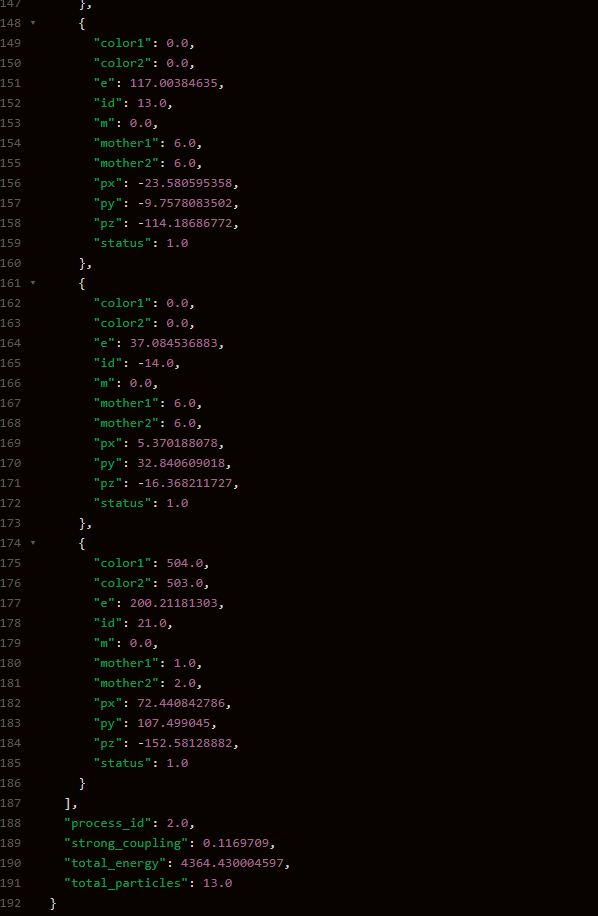 147 },
148 {
149 "color1": 0.0,
150 "color2": 0.0,
151 "e": 117.00384635,
152 "id": 13.0,
153 "m": 0.0,
154 "mother1": 6.0,
155 "mother2": 6.0,
156 "px": -23.580595358,
157 "py": -9.7578083502,
158 "pz": -114.18686772,
159 "status": 1.0
160 },
161 {
162 "color1": 0.0,
163 "color2": 0.0,
164 "e": 37.084536883,
165 "id": -14.0,
166 "m": 0.0,
167 "mother1": 6.0,
168 "mother2": 6.0,
169 "px": 5.370188078,
170 "py": 32.840609018,
171 "pz": -16.368211727,
172 "status": 1.0
173 },
174 {
175 "color1": 504.0,
176 "color2": 503.0,
177 "e": 200.21181303,
178 "id": 21.0,
179 "m": 0.0,
180 "mother1": 1.0,
181 "mother2": 2.0,
182 "px": 72.440842786,
183 "py": 107.499045,
184 "pz": -152.58128882,
185 "status": 1.0
186 }
187 ],
188 "process_id": 2.0,
189 "strong_coupling": 0.1169709,
190 "total_energy": 4364.430004597,
191 "total_particles": 13.0
192 }